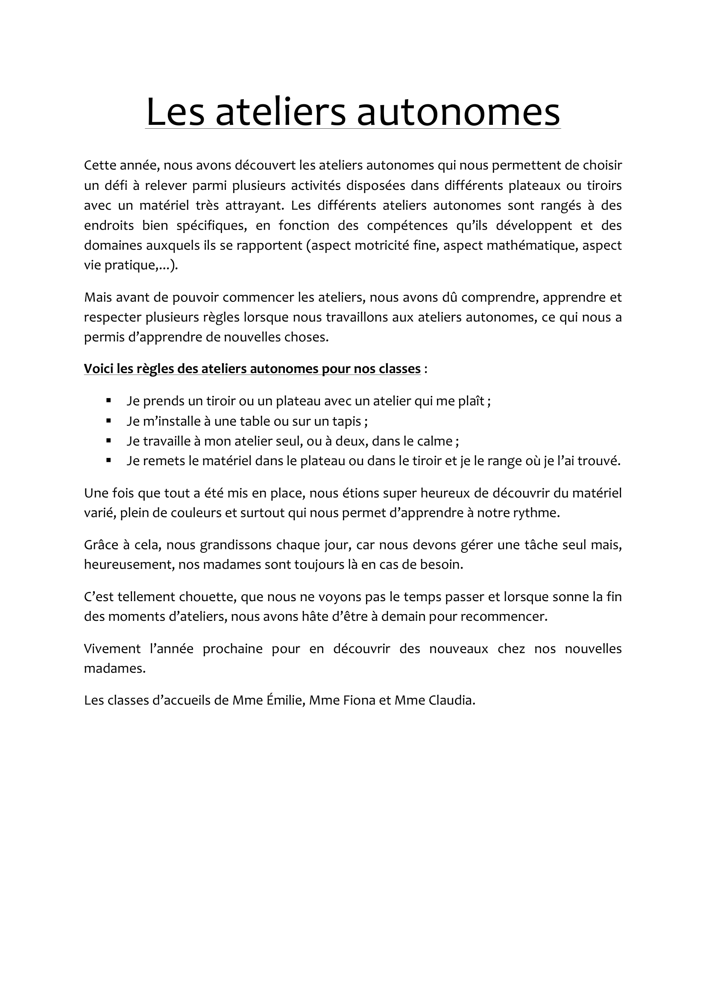 Les ateliers autonomes
Cette année, nous avons découvert les ateliers autonomes qui nous permettent de choisir
un défi à relever parmi plusieurs activités disposées dans différents plateaux ou tiroirs
avec un matériel très attrayant. Les différents ateliers autonomes sont rangés à des
endroits bien spécifiques, en fonction des compétences qu’ils développent et des
domaines auxquels ils se rapportent (aspect motricité fine, aspect mathématique, aspect
vie pratique,...).
Mais avant de pouvoir commencer les ateliers, nous avons dû comprendre, apprendre et
respecter plusieurs règles lorsque nous travaillons aux ateliers autonomes, ce qui nous a
permis d’apprendre de nouvelles choses.
Voici les règles des ateliers autonomes pour nos classes :
▪ Je prends un tiroir ou un plateau avec un atelier qui me plaît ;
▪ Je m’installe à une table ou sur un tapis ;
▪ Je travaille à mon atelier seul, ou à deux, dans le calme ;
▪ Je remets le matériel dans le plateau ou dans le tiroir et je le range où je l’ai trouvé.
Une fois que tout a été mis en place, nous étions super heureux de découvrir du matériel
varié, plein de couleurs et surtout qui nous permet d’apprendre à notre rythme.
Grâce à cela, nous grandissons chaque jour, car nous devons gérer une tâche seul mais,
heureusement, nos madames sont toujours là en cas de besoin.
C’est tellement chouette, que nous ne voyons pas le temps passer et lorsque sonne la fin
des moments d’ateliers, nous avons hâte d’être à demain pour recommencer.
Vivement l’année prochaine pour en découvrir des nouveaux chez nos nouvelles
madames.
Les classes d’accueils de Mme Émilie, Mme Fiona et Mme Claudia.